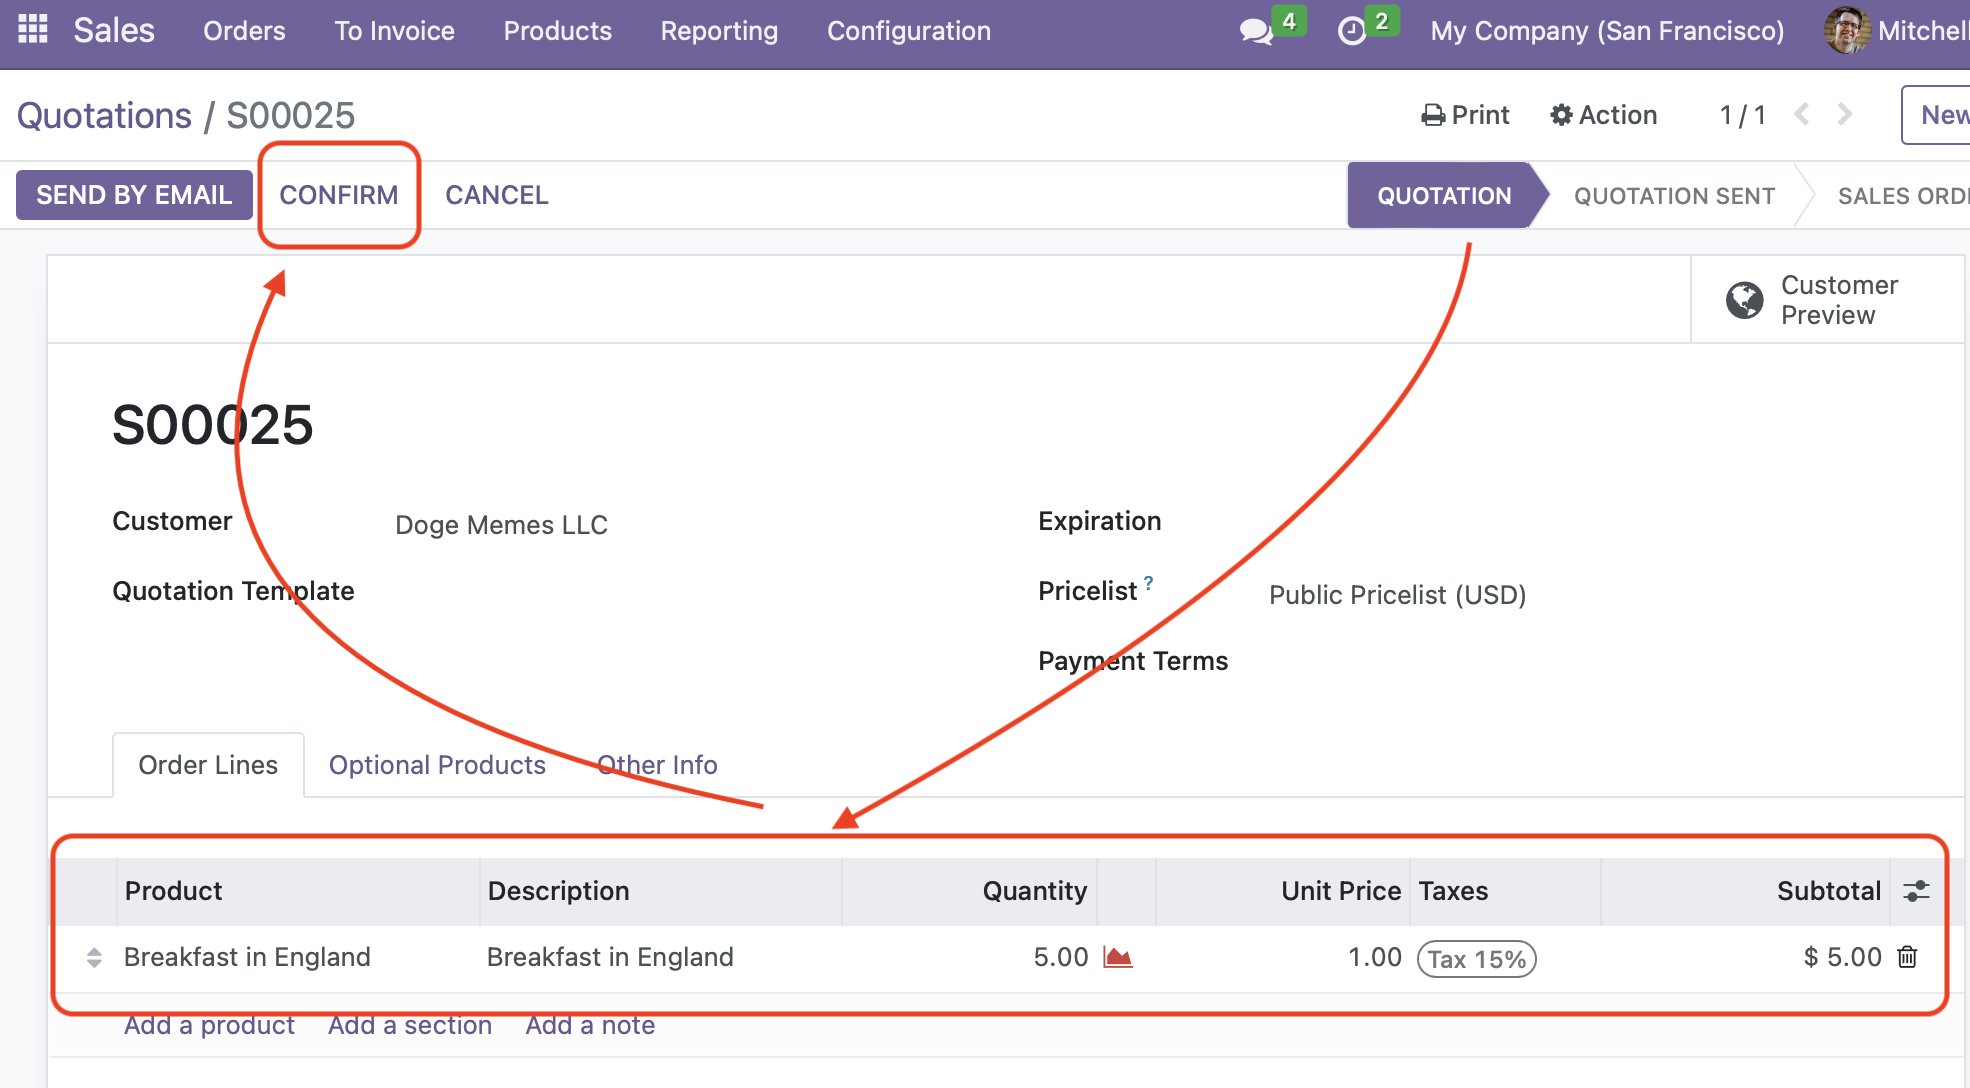 Sales Orders To Invoice Products Reporting Configuration 4 2 My Company (San Francisco) Mitchell
Quotations / S00025 Print Action 1 / 1 New
SEND BY EMAIL CONFIRM CANCEL QUOTATION QUOTATION SENT SALES ORD
Customer
Preview
S00025
Customer Doge Memes LLC Expiration
Quotation Template Pricelist ? Public Pricelist (USD)
Payment Terms
Order Lines Optional Products Other Info
Product Description Quantity Unit Price Taxes Subtotal
Breakfast in England Breakfast in England 5.00 1.00 Tax 15% $ 5.00
Add a product Add a section Add a note